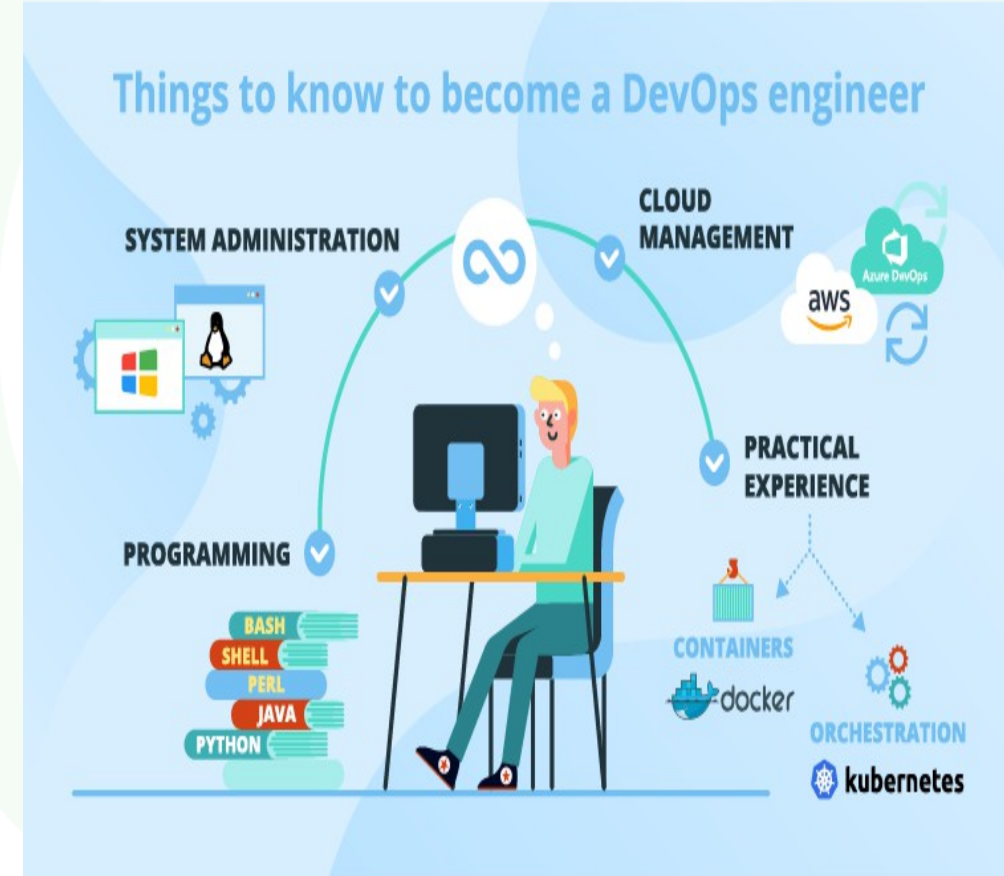 Things to know to become a DevOps engineer
SYSTEM ADMINISTRATION
CLOUD
MANAGEMENT
Azure DevOps
aws
PRACTICAL
EXPERIENCE
PROGRAMMING
BASH
SHELL
PERL
JAVA
PYTHON
CONTAINERS
docker
ORCHESTRATION
kubernetes